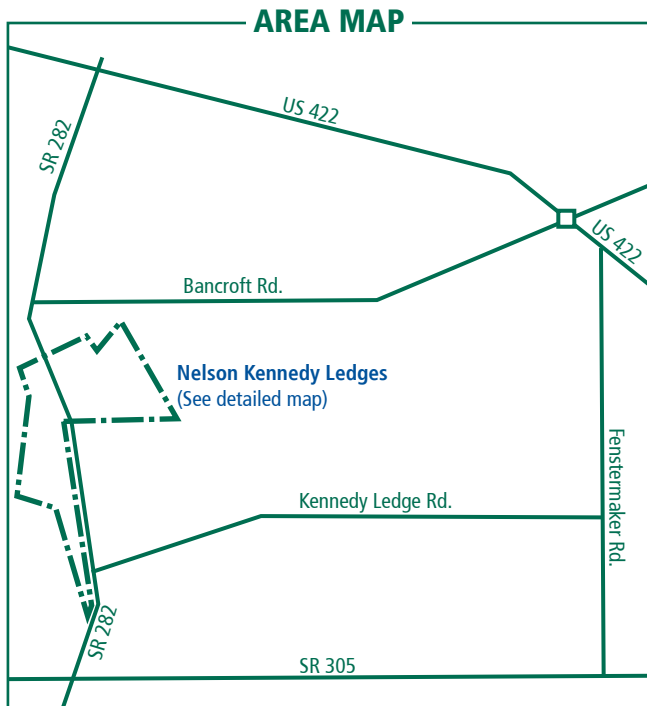 AREA MAP
US 422
SR 282
US 422
Bancroft Rd.
Nelson Kennedy Ledges
(See detailed map)
Fenstermaker Rd.
Kennedy Ledge Rd.
SR 282
SR 305